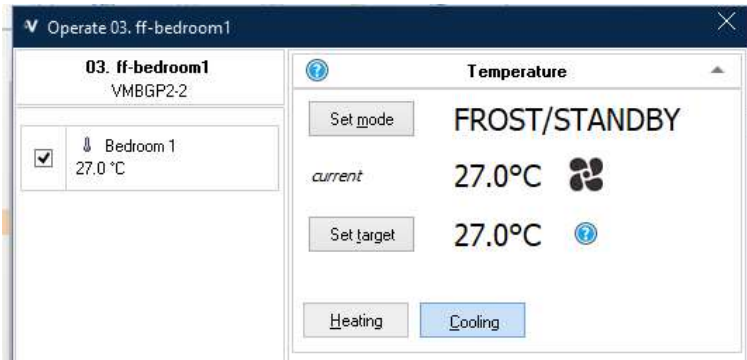 Operate 03. ff-bedroom1
03. ff-bedroom1
VMBGP2-2
Bedroom 1
27.0 °C
Temperature
Set mode
FROST/STANDBY
current
27.0°C
Set target
27.0°C
Heating
Cooling